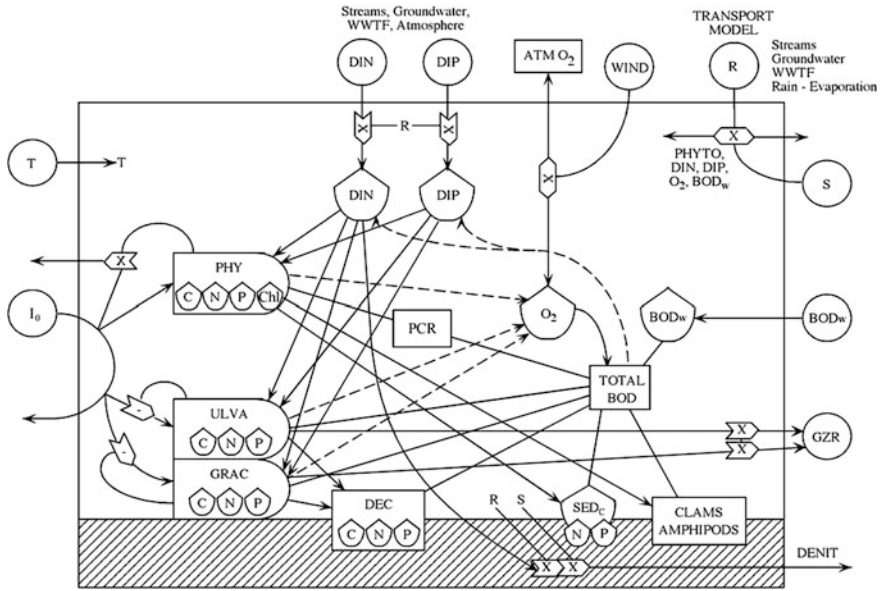 Streams, Groundwater,
WWTF, Atmosphere
TRANSPORT
MODEL
DIN
DIP
ATM O₂
WIND
R
Streams
Groundwater
WWTF
Rain - Evaporation
X
R
X
X
X
T
T
PHYTO,
DIN, DIP,
O₂, BODw
S
DIN
DIP
X
PHY
C N P Chl
I₀
PCR
O₂
BODw
BODw
TOTAL
BOD
-
ULVA
C N P
X
GZR
X
-
GRAC
C N P
DEC
C N P
R S
SEDC
N P
CLAMS
AMPHIPODS
X X
DENIT